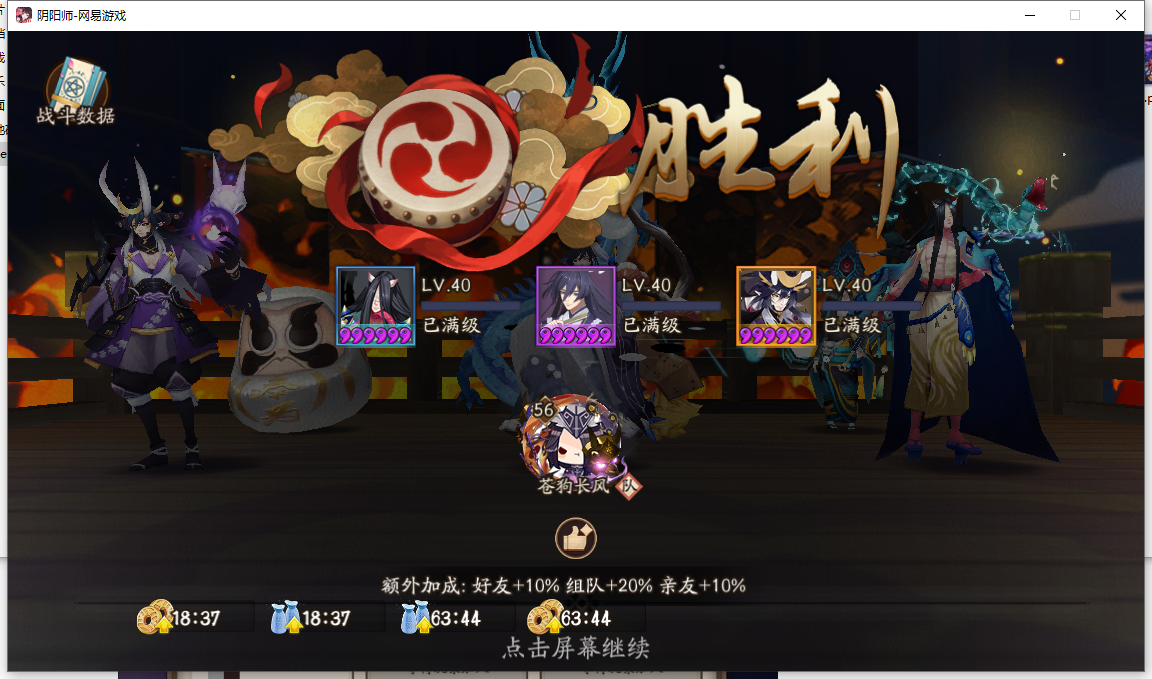 阴阳师-网易游戏
战斗数据
胜利
LV.40
已满级
LV.40
已满级
LV.40
已满级
56
苍狗长风 队
额外加成: 好友+10% 组队+20% 亲友+10%
18:37 18:37 63:44 63:44
点击屏幕继续